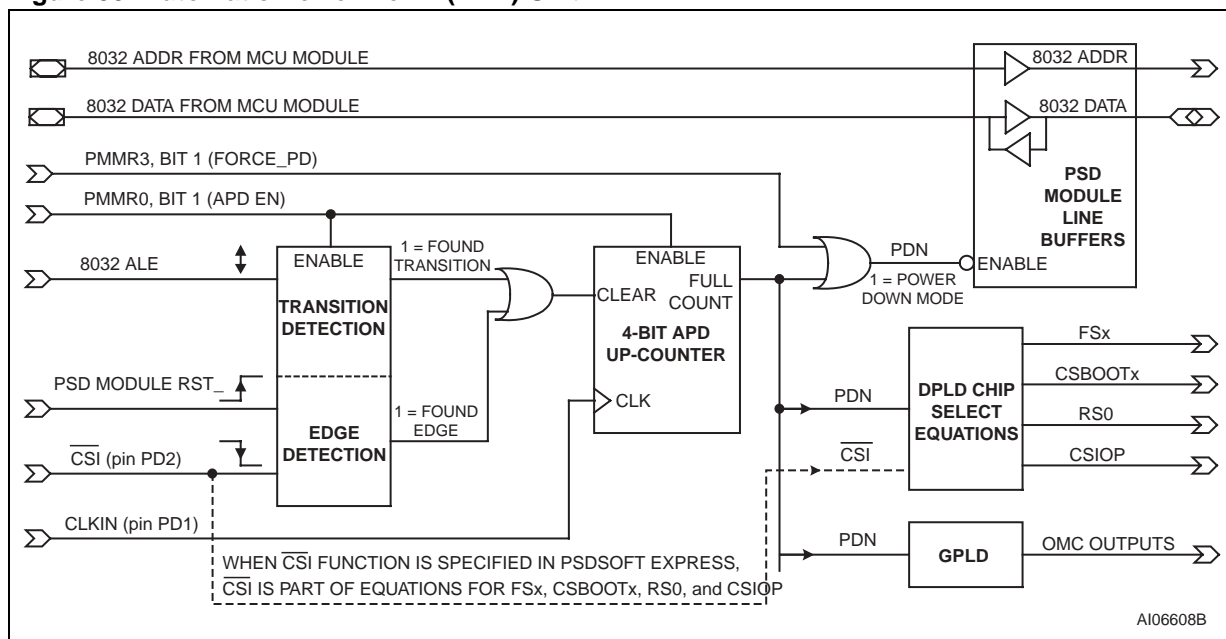 8032 ADDR FROM MCU MODULE
8032 ADDR
8032 DATA FROM MCU MODULE
8032 DATA
PMMR3, BIT 1 (FORCE_PD)
PSD
MODULE
LINE
BUFFERS
PMMR0, BIT 1 (APD EN)
8032 ALE
ENABLE
TRANSITION
DETECTION
1 = FOUND
TRANSITION
ENABLE
FULL
COUNT
CLEAR
4-BIT APD
UP-COUNTER
CLK
PDN
1 = POWER
DOWN MODE
ENABLE
PSD MODULE RST_
EDGE
DETECTION
1 = FOUND
EDGE
CSI (pin PD2)
CLKIN (pin PD1)
PDN
CSI
DPLD CHIP
SELECT
EQUATIONS
FSx
CSBOOTx
RS0
CSIOP
PDN
GPLD
OMC OUTPUTS
WHEN CSI FUNCTION IS SPECIFIED IN PSDSOFT EXPRESS,
CSI IS PART OF EQUATIONS FOR FSx, CSBOOTx, RS0, and CSIOP
AI06608B